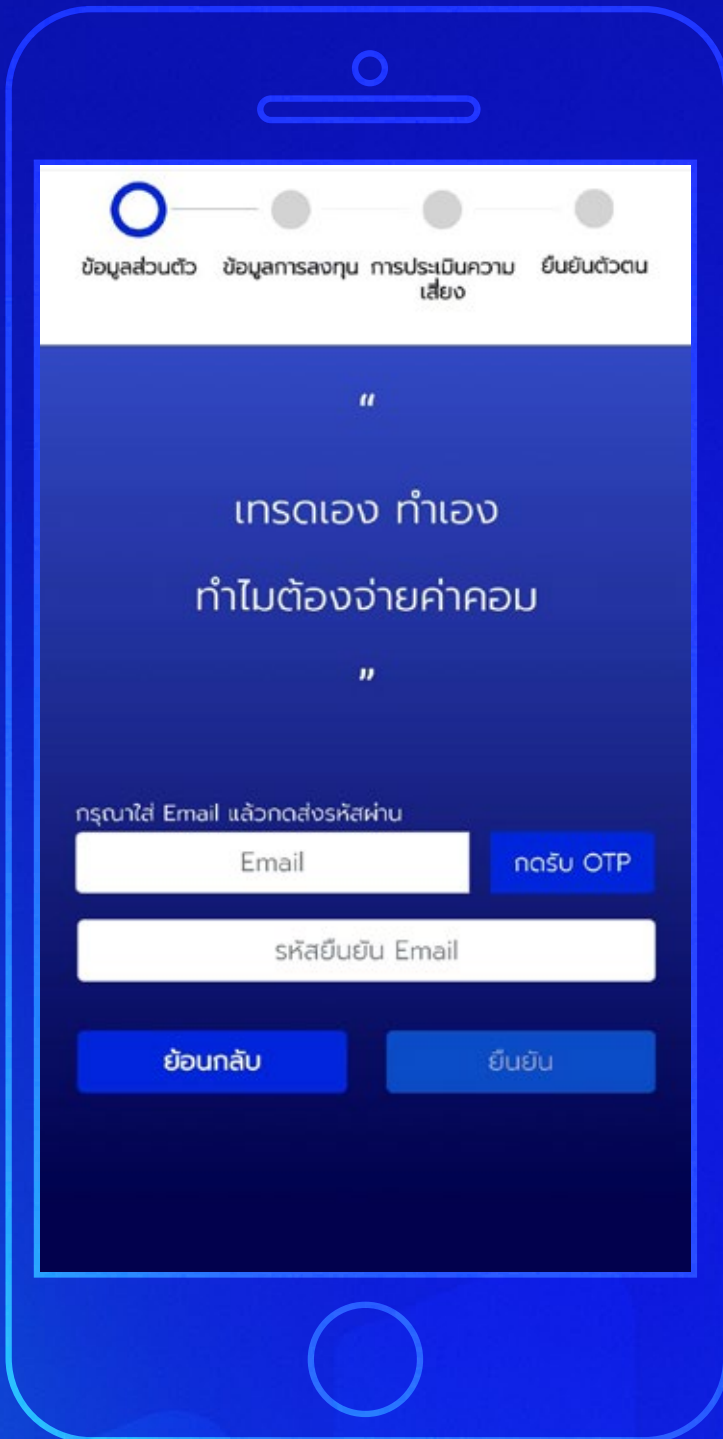 ข้อมูลส่วนตัว ข้อมูลการลงทุน การประเมินความ ยืนยันตัวตน
เสี่ยง
“
เทรดเอง ทำเอง
ทำไมต้องจ่ายค่าคอม
”
กรุณาใส่ Email แล้วกดส่งรหัสผ่าน
Email กดรับ OTP
รหัสยืนยัน Email
ย้อนกลับ ยืนยัน